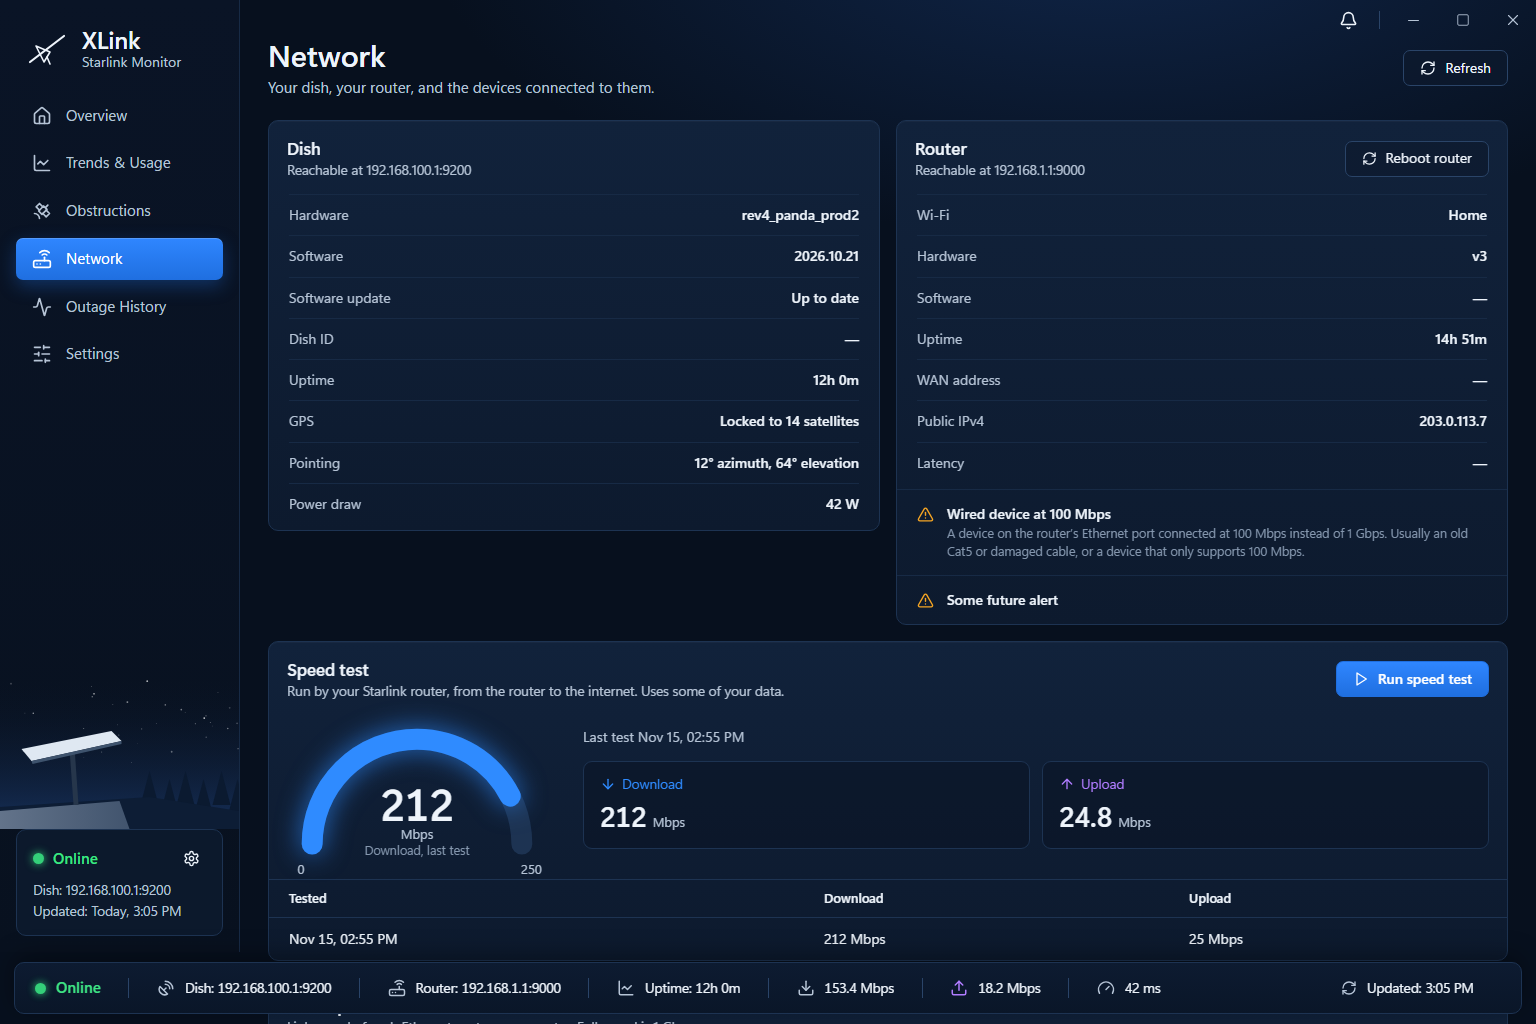 XLink
Starlink Monitor
Overview
Trends & Usage
Obstructions
Network
Outage History
Settings
Online
Dish: 192.168.100.1:9200
Updated: Today, 3:05 PM
Network
Your dish, your router, and the devices connected to them.
Refresh
Dish
Reachable at 192.168.100.1:9200
Hardware rev4_panda_prod2
Software 2026.10.21
Software update Up to date
Dish ID —
Uptime 12h 0m
GPS Locked to 14 satellites
Pointing 12° azimuth, 64° elevation
Power draw 42 W
Router
Reachable at 192.168.1.1:9000
Reboot router
Wi-Fi Home
Hardware v3
Software —
Uptime 14h 51m
WAN address —
Public IPv4 203.0.113.7
Latency —
Wired device at 100 Mbps
A device on the router's Ethernet port connected at 100 Mbps instead of 1 Gbps. Usually an old
Cat5 or damaged cable, or a device that only supports 100 Mbps.
Some future alert
Speed test
Run by your Starlink router, from the router to the internet. Uses some of your data.
Run speed test
212
Mbps
Download, last test
0 250
Last test Nov 15, 02:55 PM
Download
212 Mbps
Upload
24.8 Mbps
Tested Download Upload
Nov 15, 02:55 PM 212 Mbps 25 Mbps
Online Dish: 192.168.100.1:9200 Router: 192.168.1.1:9000 Uptime: 12h 0m 153.4 Mbps 18.2 Mbps 42 ms Updated: 3:05 PM